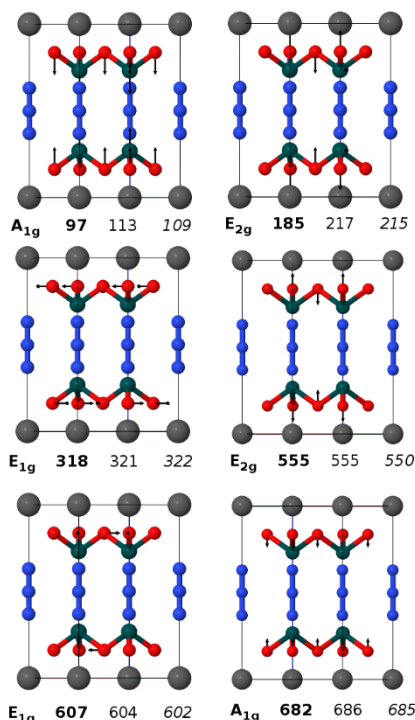 A1g 97 113 109
E2g 185 217 215
E1g 318 321 322
E2g 555 555 550
E1g 607 604 602
A1g 682 686 685